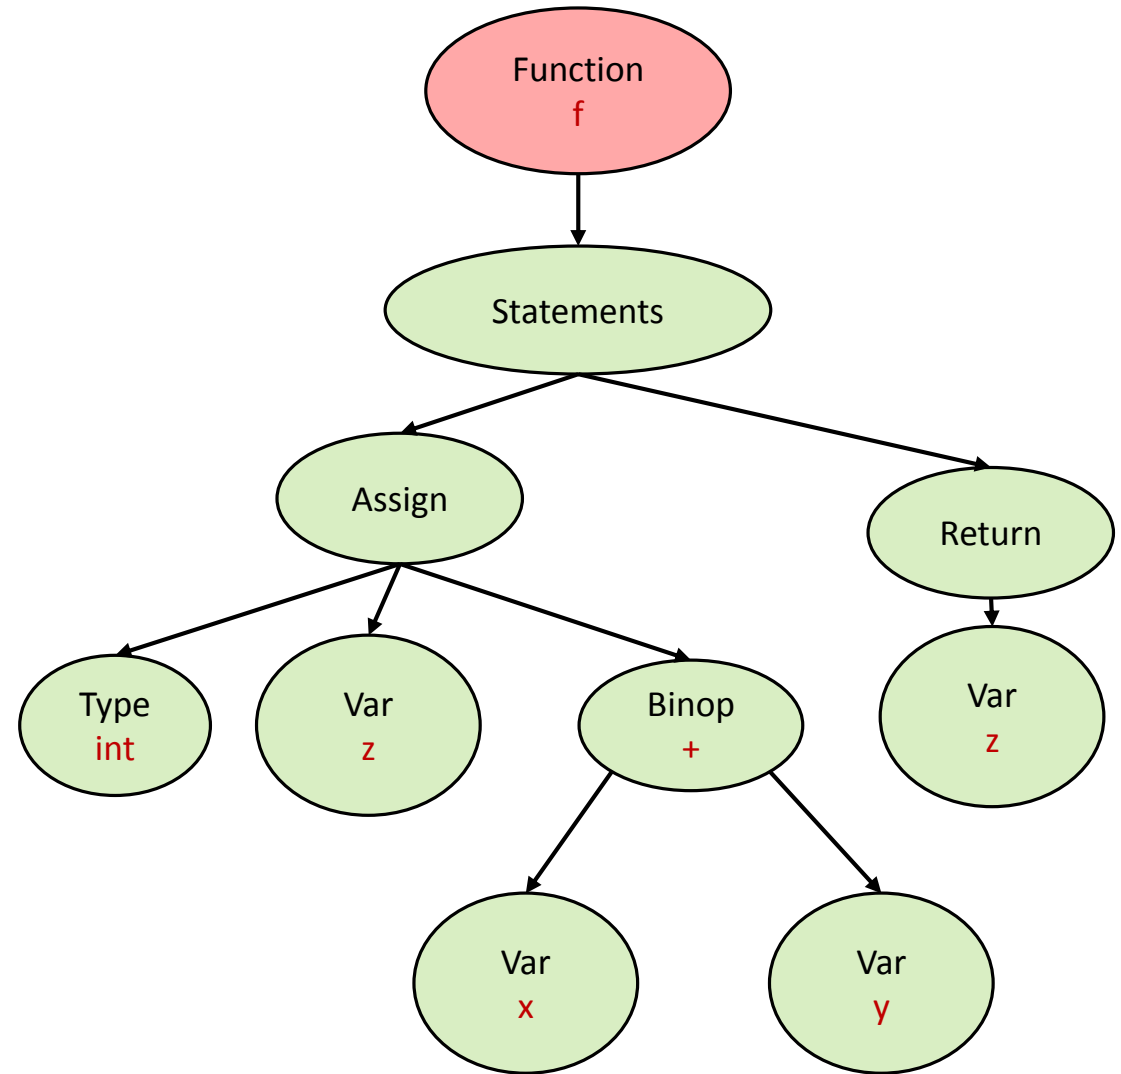 Function
f
Statements
Assign
Return
Type
int
Var
z
Binop
+
Var
z
Var
x
Var
y